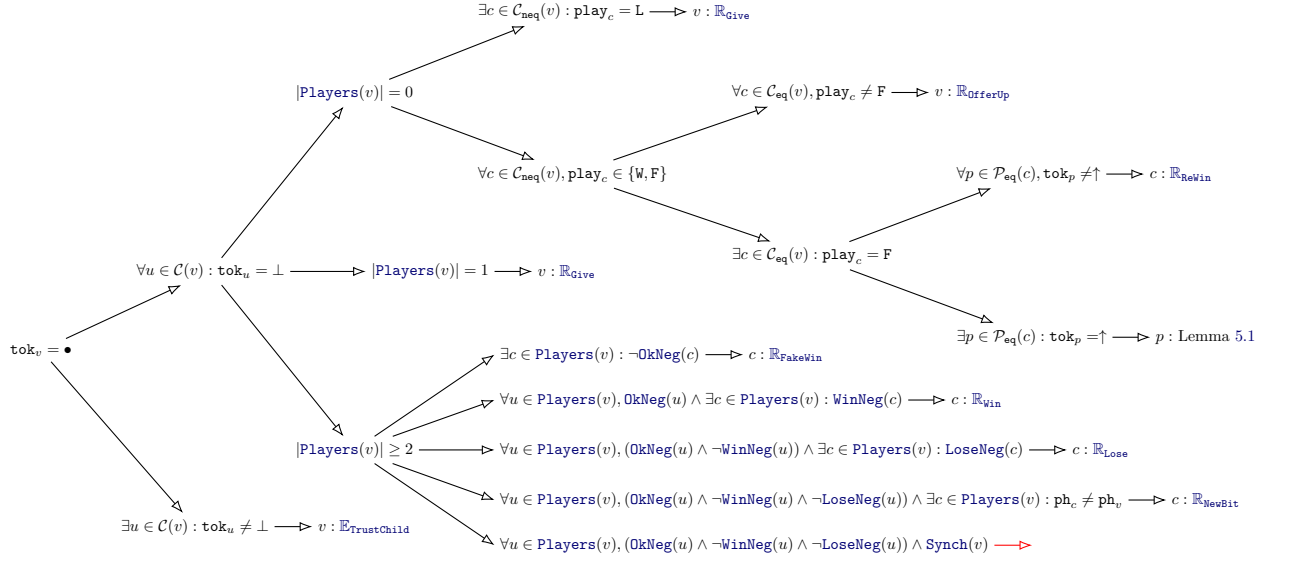 ∃c ∈ 𝒞_neq(v) : play_c = L ⟶ v : ℝ_Give
|Players(v)| = 0
∀c ∈ 𝒞_eq(v), play_c ≠ F ⟶ v : ℝ_OfferUp
∀c ∈ 𝒞_neq(v), play_c ∈ {W, F}
∀p ∈ 𝒫_eq(c), tok_p ≠↑ ⟶ c : ℝ_ReWin
∃c ∈ 𝒞_eq(v) : play_c = F
∀u ∈ 𝒞(v) : tok_u = ⊥ ⟶ |Players(v)| = 1 ⟶ v : ℝ_Give
∃p ∈ 𝒫_eq(c) : tok_p =↑ ⟶ p : Lemma 5.1
tok_v = •
∃c ∈ Players(v) : ¬OkNeg(c) ⟶ c : ℝ_FakeWin
∀u ∈ Players(v), OkNeg(u) ∧ ∃c ∈ Players(v) : WinNeg(c) ⟶ c : ℝ_Win
|Players(v)| ≥ 2 ⟶ ∀u ∈ Players(v), (OkNeg(u) ∧ ¬WinNeg(u)) ∧ ∃c ∈ Players(v) : LoseNeg(c) ⟶ c : ℝ_Lose
∀u ∈ Players(v), (OkNeg(u) ∧ ¬WinNeg(u) ∧ ¬LoseNeg(u)) ∧ ∃c ∈ Players(v) : ph_c ≠ ph_v ⟶ c : ℝ_NewBit
∃u ∈ 𝒞(v) : tok_u ≠ ⊥ ⟶ v : 𝔼_TrustChild
∀u ∈ Players(v), (OkNeg(u) ∧ ¬WinNeg(u) ∧ ¬LoseNeg(u)) ∧ Synch(v) ⟶